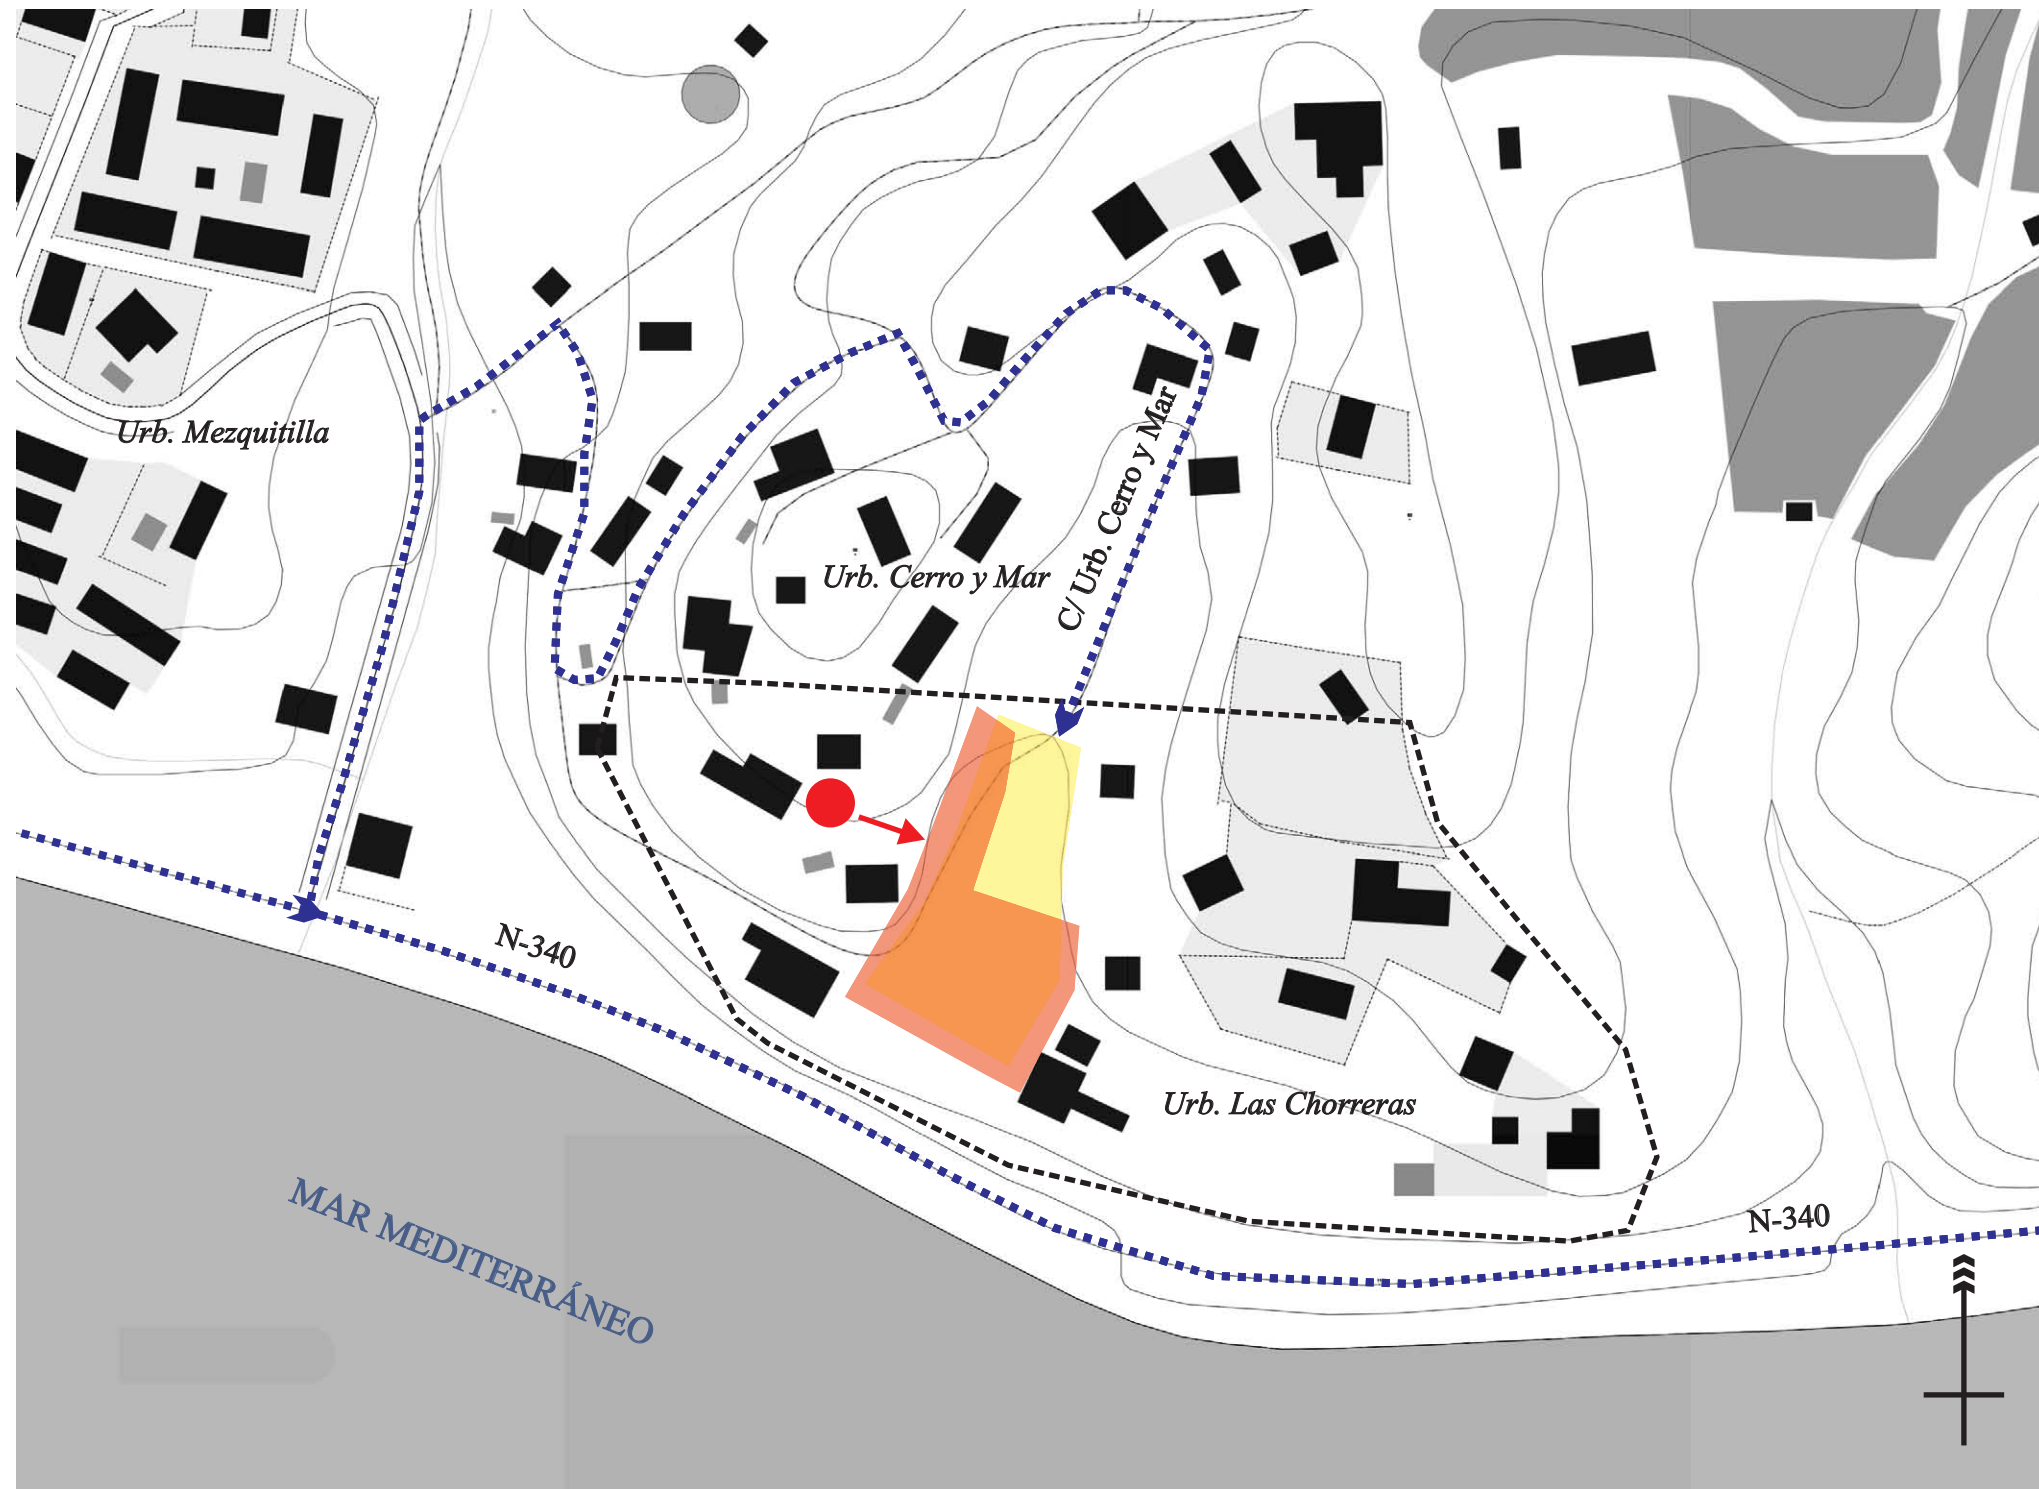 Urb. Mezquitilla
C/ Urb. Cerro y Mar
Urb. Cerro y Mar
N-340
Urb. Las Chorreras
MAR MEDITERRÁNEO
N-340